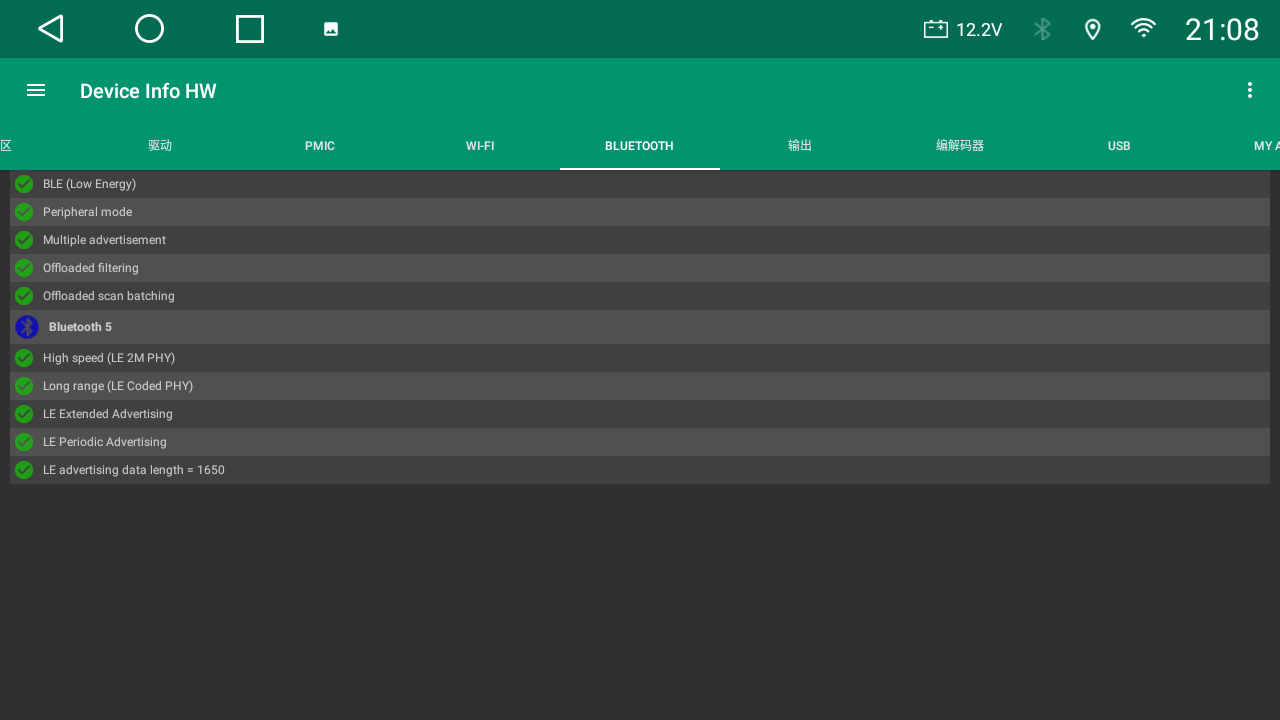 12.2V
21:08
Device Info HW
区
驱动
PMIC
WI-FI
BLUETOOTH
输出
编解码器
USB
MY A
BLE (Low Energy)
Peripheral mode
Multiple advertisement
Offloaded filtering
Offloaded scan batching
Bluetooth 5
High speed (LE 2M PHY)
Long range (LE Coded PHY)
LE Extended Advertising
LE Periodic Advertising
LE advertising data length = 1650